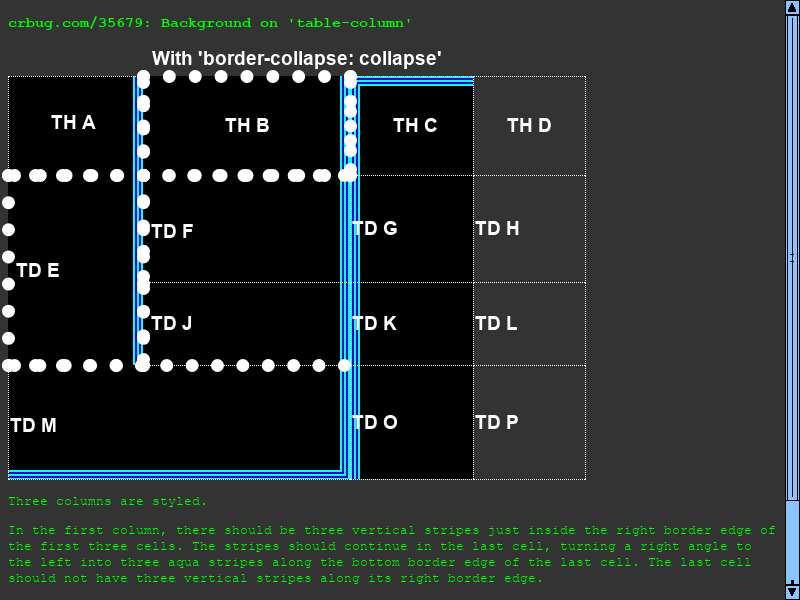 crbug.com/35679: Background on 'table-column'
With 'border-collapse: collapse'
TH A TH B TH C TH D
TD F TD G TD H
TD E
TD J TD K TD L
TD M TD O TD P
Three columns are styled.
In the first column, there should be three vertical stripes just inside the right border edge of
the first three cells. The stripes should continue in the last cell, turning a right angle to
the left into three aqua stripes along the bottom border edge of the last cell. The last cell
should not have three vertical stripes along its right border edge.